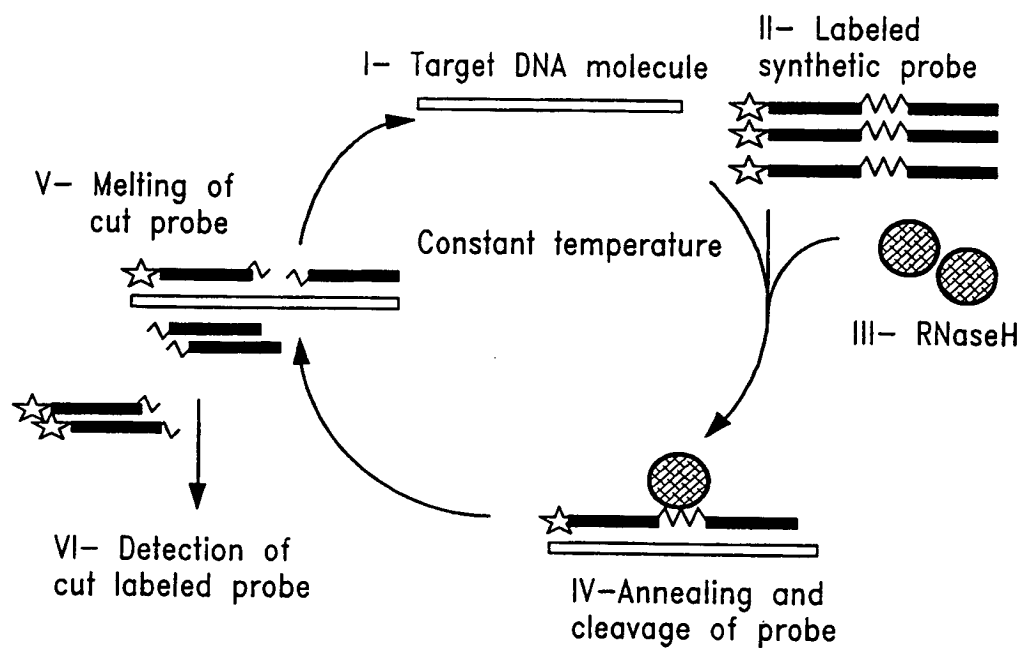 I- Target DNA molecule
II- Labeled
synthetic probe
Constant temperature
III- RNaseH
IV-Annealing and
cleavage of probe
V- Melting of
cut probe
VI- Detection of
cut labeled probe